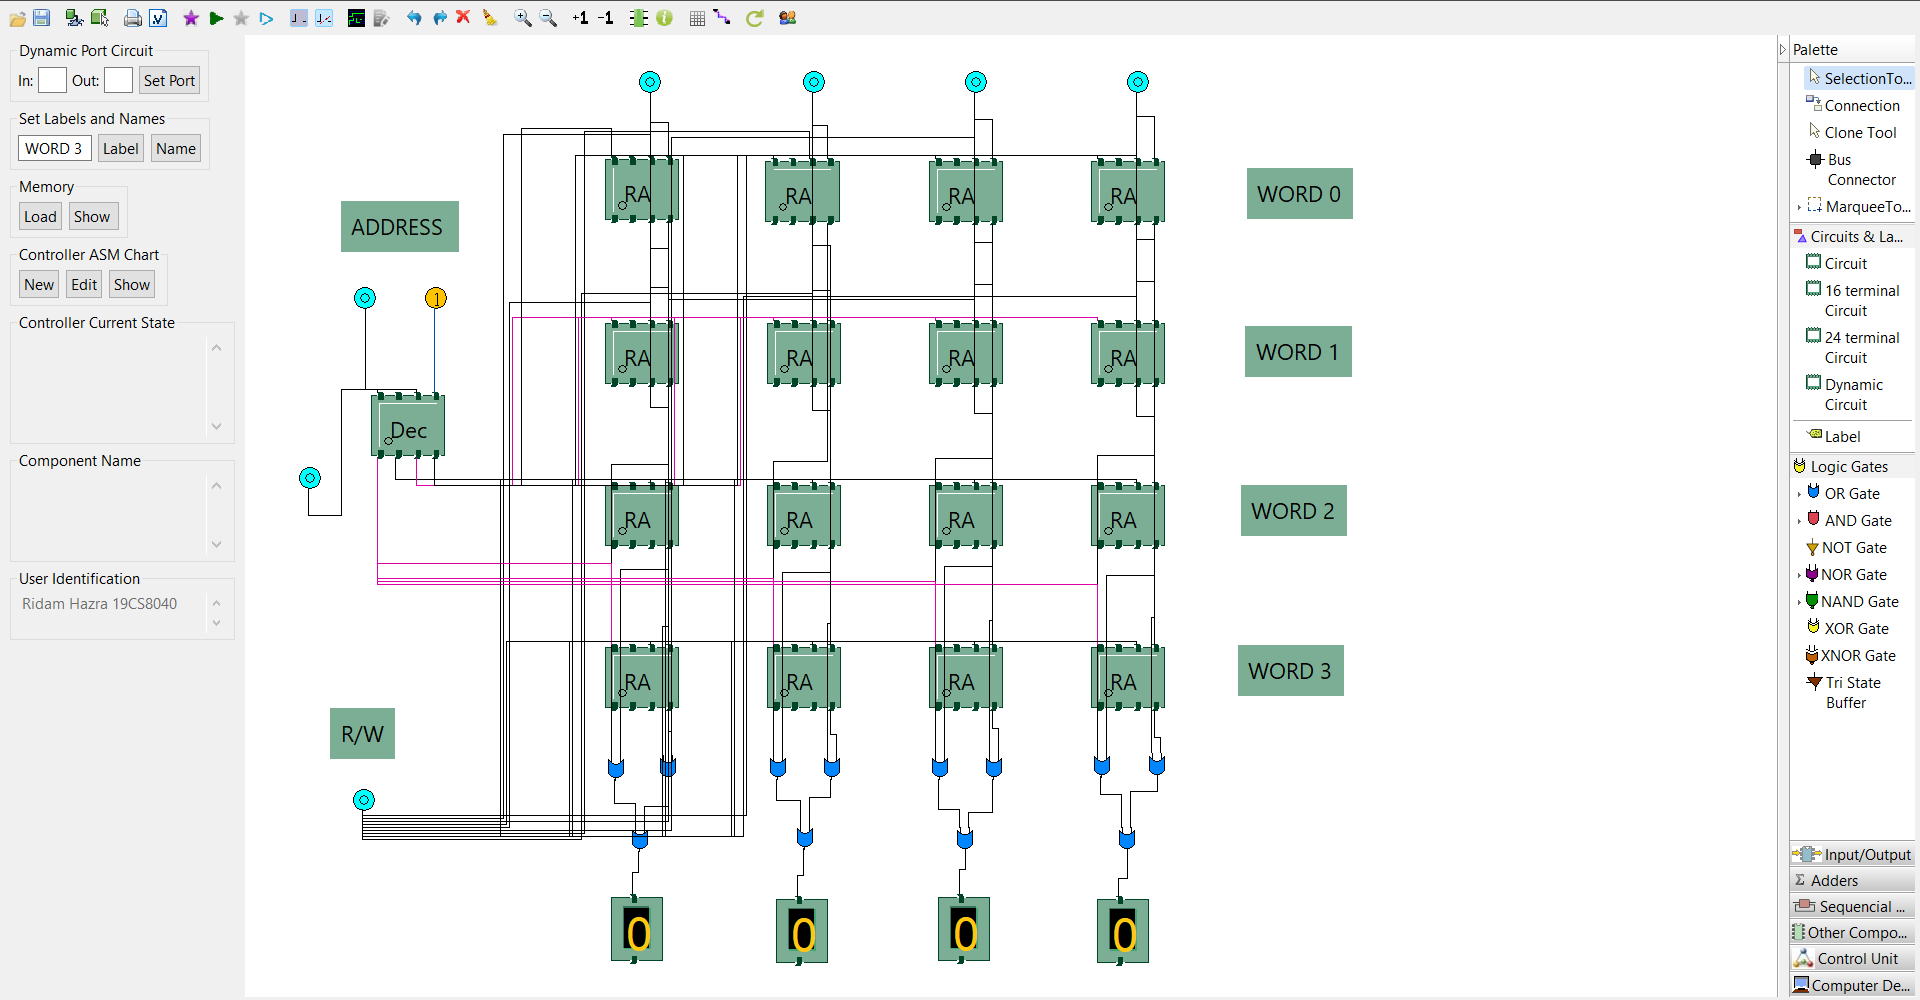 +1 -1
Dynamic Port Circuit
In: Out: Set Port
Set Labels and Names
WORD 3 Label Name
Memory
Load Show
Controller ASM Chart
New Edit Show
Controller Current State
Component Name
User Identification
Ridam Hazra 19CS8040
ADDRESS
1
Dec
R/W
RA RA RA RA WORD 0
RA RA RA RA WORD 1
RA RA RA RA WORD 2
RA RA RA RA WORD 3
0 0 0 0
Palette
SelectionTo...
Connection
Clone Tool
Bus
Connector
MarqueeTo...
Circuits & La...
Circuit
16 terminal
Circuit
24 terminal
Circuit
Dynamic
Circuit
Label
Logic Gates
OR Gate
AND Gate
NOT Gate
NOR Gate
NAND Gate
XOR Gate
XNOR Gate
Tri State
Buffer
Input/Output
Σ Adders
Sequential ...
Other Compo...
Control Unit
Computer De...